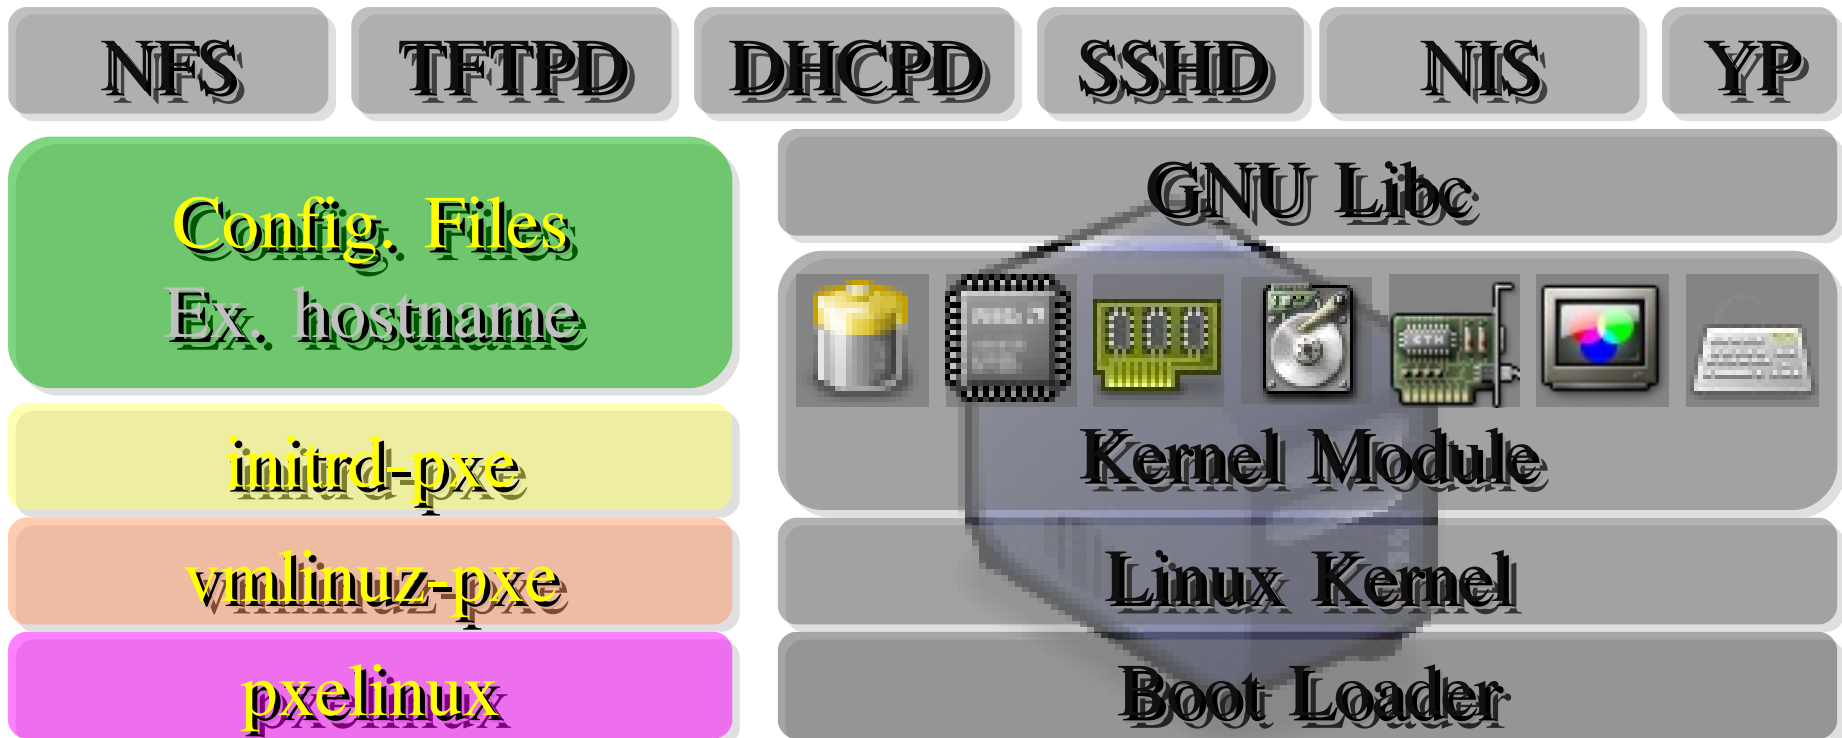 NFS TFTPD DHCPD SSHD NIS YP
Config. Files
Ex. hostname
initrd-pxe
vmlinuz-pxe
pxelinux
GNU Libc
ETH
Kernel Module
Linux Kernel
Boot Loader